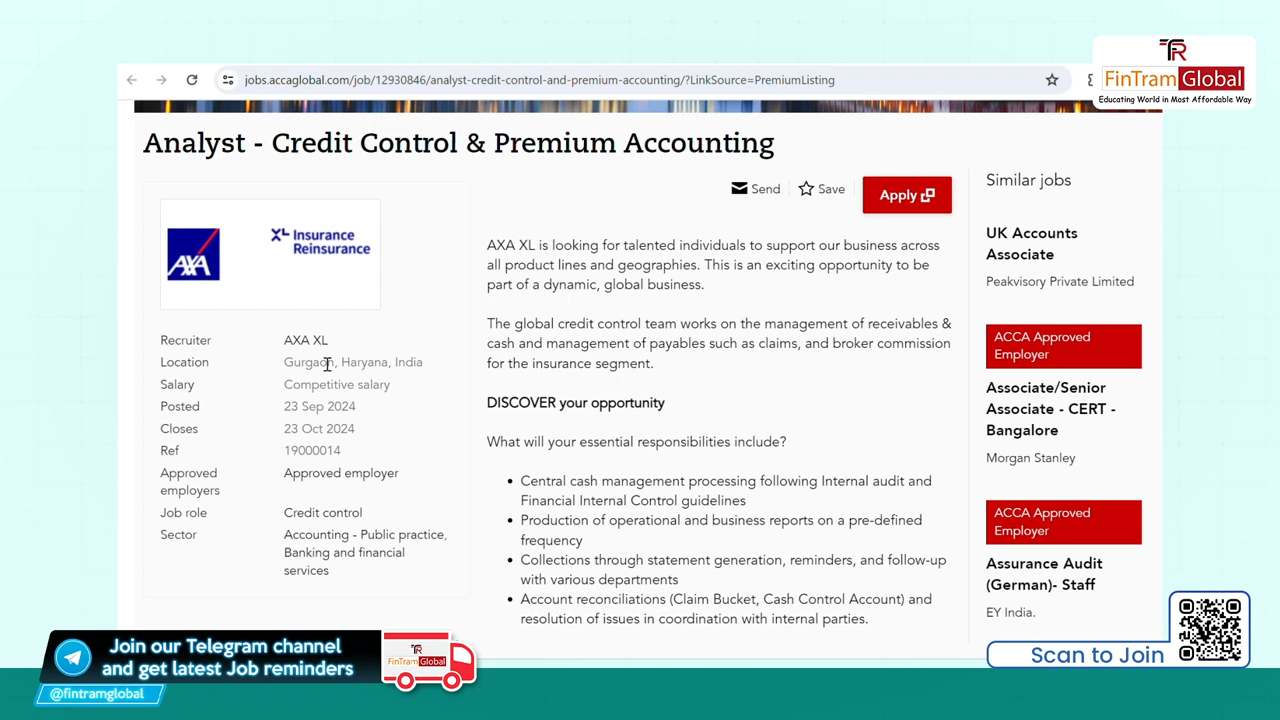 TR
FinTram Global
Educating World in Most Affordable Way
jobs.accaglobal.com/job/12930846/analyst-credit-control-and-premium-accounting/?LinkSource=PremiumListing
Analyst - Credit Control & Premium Accounting
Send
Save
Apply
AXA
XL Insurance
Reinsurance
Recruiter AXA XL
Location Gurgaon, Haryana, India
Salary Competitive salary
Posted 23 Sep 2024
Closes 23 Oct 2024
Ref 19000014
Approved employers Approved employer
Job role Credit control
Sector Accounting - Public practice,
Banking and financial
services
AXA XL is looking for talented individuals to support our business across
all product lines and geographies. This is an exciting opportunity to be
part of a dynamic, global business.
The global credit control team works on the management of receivables &
cash and management of payables such as claims, and broker commission
for the insurance segment.
DISCOVER your opportunity
What will your essential responsibilities include?
• Central cash management processing following Internal audit and
Financial Internal Control guidelines
• Production of operational and business reports on a pre-defined
frequency
• Collections through statement generation, reminders, and follow-up
with various departments
• Account reconciliations (Claim Bucket, Cash Control Account) and
resolution of issues in coordination with internal parties.
Similar jobs
UK Accounts
Associate
Peakvisory Private Limited
ACCA Approved
Employer
Associate/Senior
Associate - CERT -
Bangalore
Morgan Stanley
ACCA Approved
Employer
Assurance Audit
(German)- Staff
EY India.
Join our Telegram channel
and get latest Job reminders
@fintramglobal
TR
FinTram Global
Scan to Join